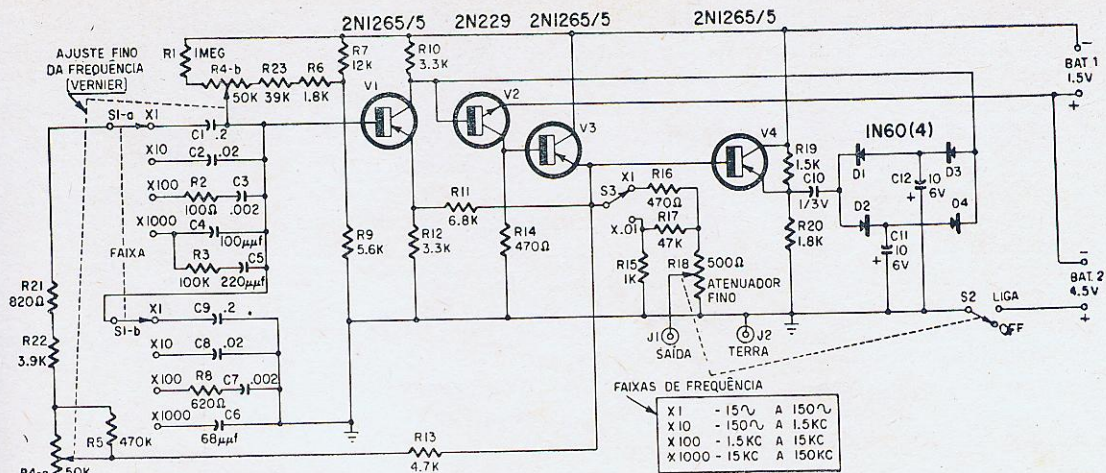 2N1265/5
2N229
2N1265/5
2N1265/5
AJUSTE FINO
DA FREQUÊNCIA
(VERNIER)
R1
1MEG
R4-b
50K
R23
39K
R6
1.8K
R7
12K
R10
3.3K
V1
V2
V3
V4
BAT. 1
1.5V
S1-a
X1
C1
.2
X10
C2
.02
X100
R2
100Ω
C3
.002
X1000
C4
100μμf
R3
100K
C5
220μμf
FAIXA
R21
820Ω
R22
3.9K
S1-b
X1
C9
.2
X10
C8
.02
X100
R8
620Ω
C7
.002
X1000
C6
68μμf
R5
470K
R4-a
50K
R9
5.6K
R11
6.8K
R12
3.3K
R14
470Ω
R13
4.7K
S3
X1
X.01
R16
470Ω
R17
47K
R15
1K
R18
500Ω
ATENUADOR
FINO
J1
SAÍDA
J2
TERRA
R19
1.5K
C10
1/3V
R20
1.8K
1N60(4)
D1
D2
D3
D4
C12
10
6V
C11
10
6V
BAT. 2
4.5V
S2
LIGA
OFF
FAIXAS DE FREQUÊNCIA
X1 - 15∿ A 150∿
X10 - 150∿ A 1.5KC
X100 - 1.5KC A 15KC
X1000 - 15KC A 150KC